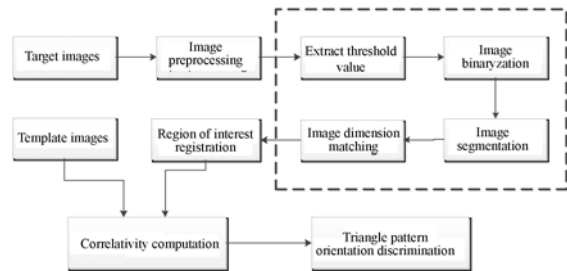 Target images
Image
preprocessing
Extract threshold
value
Image
binaryzation
Template images
Region of interest
registration
Image dimension
matching
Image
segmentation
Correlativity computation
Triangle pattern
orientation discrimination